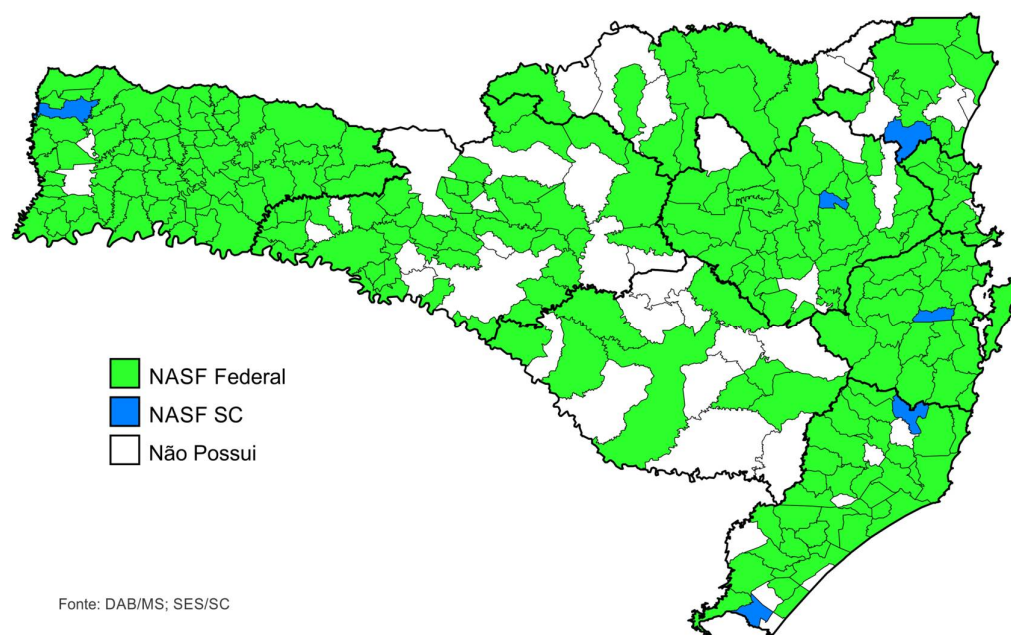 NASF Federal
NASF SC
Não Possui
Fonte: DAB/MS; SES/SC